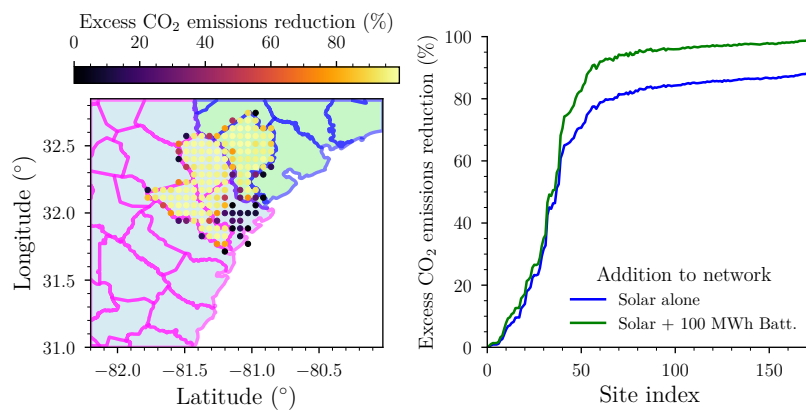 Excess CO₂ emissions reduction (%)
0 20 40 60 80
32.5
32.0
31.5
31.0
Longitude (°)
−82.0 −81.5 −81.0 −80.5
Latitude (°)
100
80
60
40
20
0
Excess CO₂ emissions reduction (%)
Addition to network
Solar alone
Solar + 100 MWh Batt.
0 50 100 150
Site index